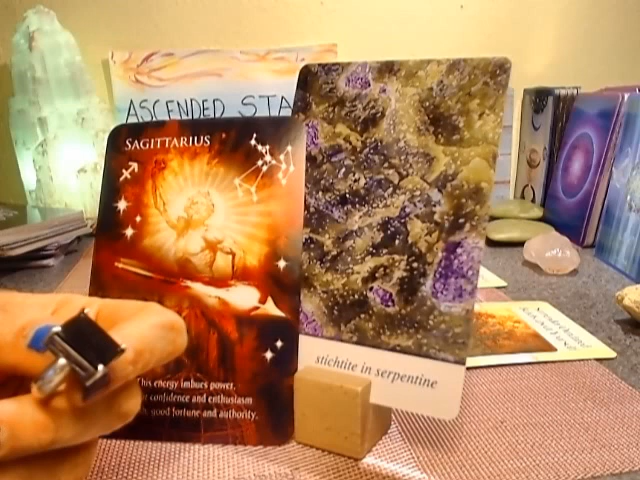 ASCENDED STA
SAGITTARIUS
This energy imbues power,
confidence and enthusiasm
good fortune and authority.
stichtite in serpentine